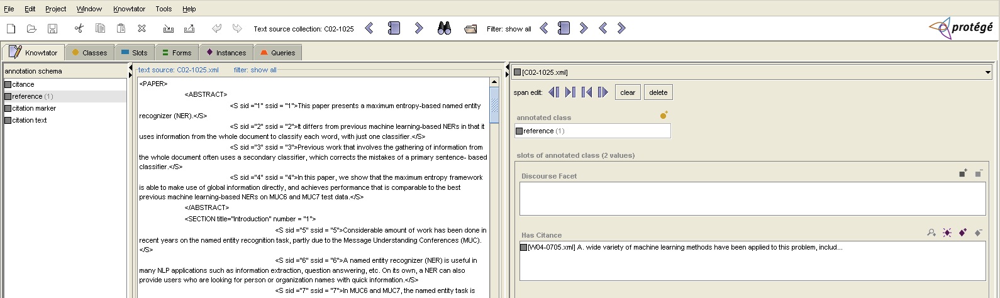 File Edit Project Window Knowtator Tools Help
Text source collection: C02-1025 Filter: show all protégé
Knowtator Classes Slots Forms Instances Queries
annotation schema
citance
reference (1)
citation marker
citation text
text source: C02-1025.xml filter: show all
<PAPER>
<ABSTRACT>
<S sid ="1" ssid = "1">This paper presents a maximum entropy-based named entity
recognizer (NER).</S>
<S sid ="2" ssid = "2">It differs from previous machine learning-based NERs in that it
uses information from the whole document to classify each word, with just one classifier.</S>
<S sid ="3" ssid = "3">Previous work that involves the gathering of information from
the whole document often uses a secondary classifier, which corrects the mistakes of a primary sentence- based
classifier.</S>
<S sid ="4" ssid = "4">In this paper, we show that the maximum entropy framework
is able to make use of global information directly, and achieves performance that is comparable to the best
previous machine learning-based NERs on MUC6 and MUC7 test data.</S>
</ABSTRACT>
<SECTION title="Introduction" number = "1">
<S sid ="5" ssid = "5">Considerable amount of work has been done in
recent years on the named entity recognition task, partly due to the Message Understanding Conferences (MUC).
</S>
<S sid ="6" ssid = "6">A named entity recognizer (NER) is useful in
many NLP applications such as information extraction, question answering, etc. On its own, a NER can also
provide users who are looking for person or organization names with quick information.</S>
<S sid ="7" ssid = "7">In MUC6 and MUC7, the named entity task is
[C02-1025.xml]
span edit: clear delete
annotated class
reference (1)
slots of annotated class (2 values)
Discourse Facet
Has Citance
[W04-0705.xml] A. wide variety of machine learning methods have been applied to this problem, includ...